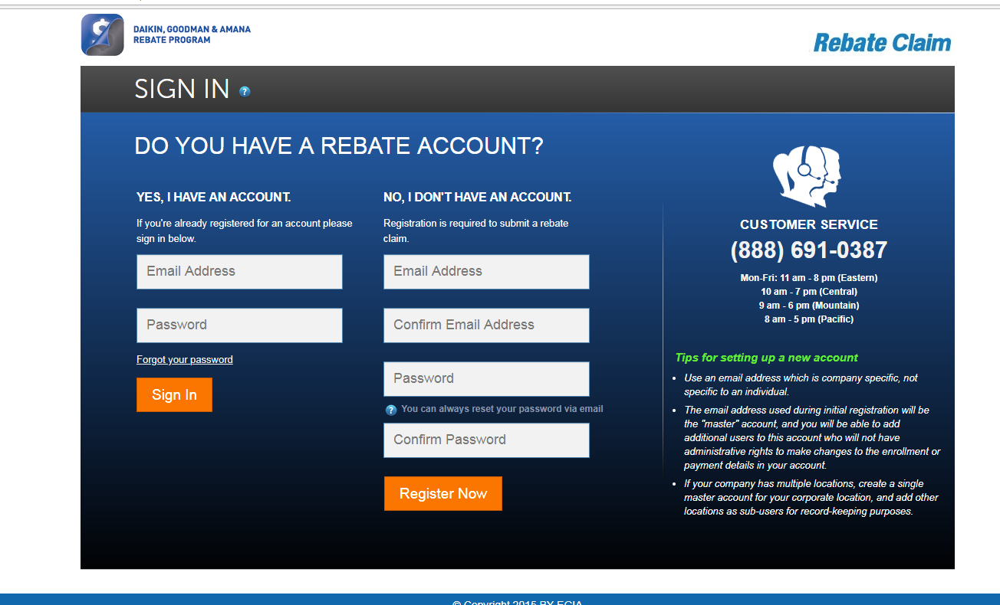 DAIKIN, GOODMAN & AMANA
REBATE PROGRAM
Rebate Claim
SIGN IN ?
DO YOU HAVE A REBATE ACCOUNT?
YES, I HAVE AN ACCOUNT.
If you're already registered for an account please
sign in below.
Email Address
Password
Forgot your password
Sign In
NO, I DON'T HAVE AN ACCOUNT.
Registration is required to submit a rebate
claim.
Email Address
Confirm Email Address
Password
? You can always reset your password via email
Confirm Password
Register Now
CUSTOMER SERVICE
(888) 691-0387
Mon-Fri: 11 am - 8 pm (Eastern)
10 am - 7 pm (Central)
9 am - 6 pm (Mountain)
8 am - 5 pm (Pacific)
Tips for setting up a new account
• Use an email address which is company specific, not
specific to an individual.
• The email address used during initial registration will be
the "master" account, and you will be able to add
additional users to this account who will not have
administrative rights to make changes to the enrollment or
payment details in your account.
• If your company has multiple locations, create a single
master account for your corporate location, and add other
locations as sub-users for record-keeping purposes.
© Copyright 2015 BY EGIA